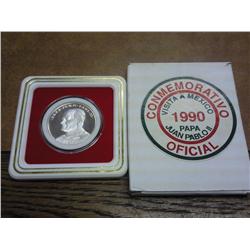 CONMEMORATIVO
VISITA A MEXICO
1990
PAPA
JUAN PABLO II
OFICIAL